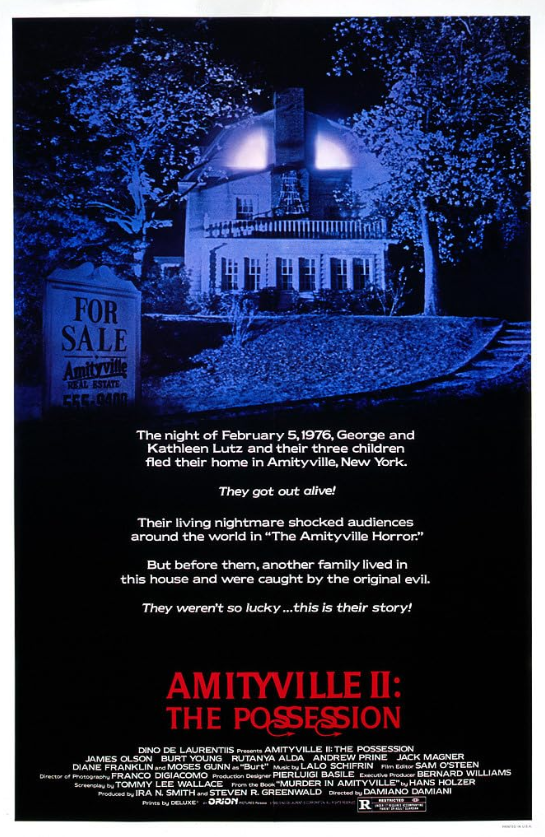 FOR
SALE
Amityville
REAL ESTATE
555-9400
The night of February 5, 1976, George and
Kathleen Lutz and their three children
fled their home in Amityville, New York.
They got out alive!
Their living nightmare shocked audiences
around the world in "The Amityville Horror."
But before them, another family lived in
this house and were caught by the original evil.
They weren't so lucky...this is their story!
AMITYVILLE II:
THE POSSESSION
DINO DE LAURENTIIS Presents AMITYVILLE II: THE POSSESSION
JAMES OLSON BURT YOUNG RUTANYA ALDA ANDREW PRINE JACK MAGNER
DIANE FRANKLIN and MOSES GUNN as "Burt" Music by LALO SCHIFRIN Film Editor SAM O'STEEN
Director of Photography FRANCO DIGIACOMO Production Designer PIERLUIGI BASILE Executive Producer BERNARD WILLIAMS
Screenplay by TOMMY LEE WALLACE From the Book "MURDER IN AMITYVILLE" by HANS HOLZER
Produced by IRA N. SMITH and STEVEN R. GREENWALD Directed by DAMIANO DAMIANI
Prints by DELUXE® AN ORION PICTURES Release
R RESTRICTED